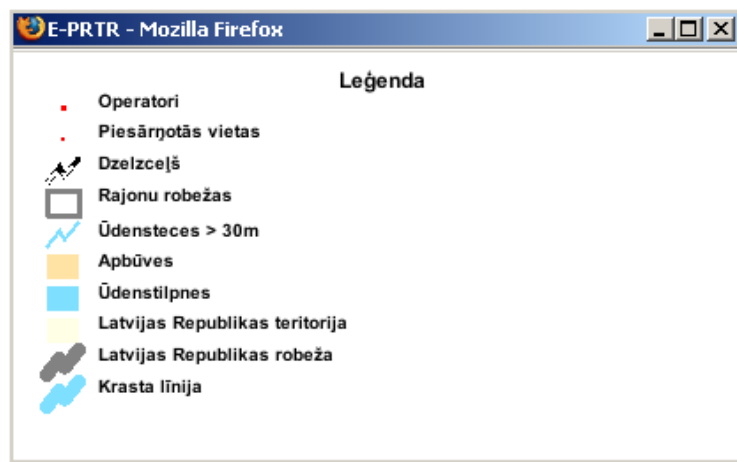 E-PRTR - Mozilla Firefox
Leģenda
Operatori
Piesārņotās vietas
Dzelzceļš
Rajonu robežas
Ūdensteces > 30m
Apbūves
Ūdenstilpnes
Latvijas Republikas teritorija
Latvijas Republikas robeža
Krasta līnija